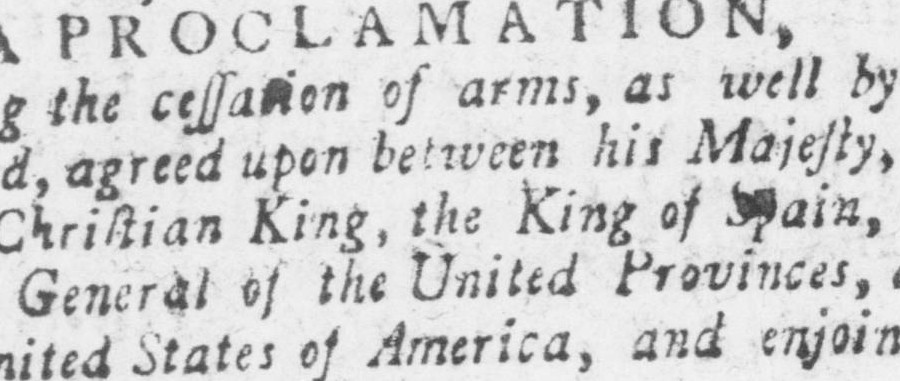 A PROCLAMATION,
g the ceſſation of arms, as well by
d, agreed upon between his Majeſty,
Chriſtian King, the King of Spain,
General of the United Provinces, a
nited States of America, and enjoin